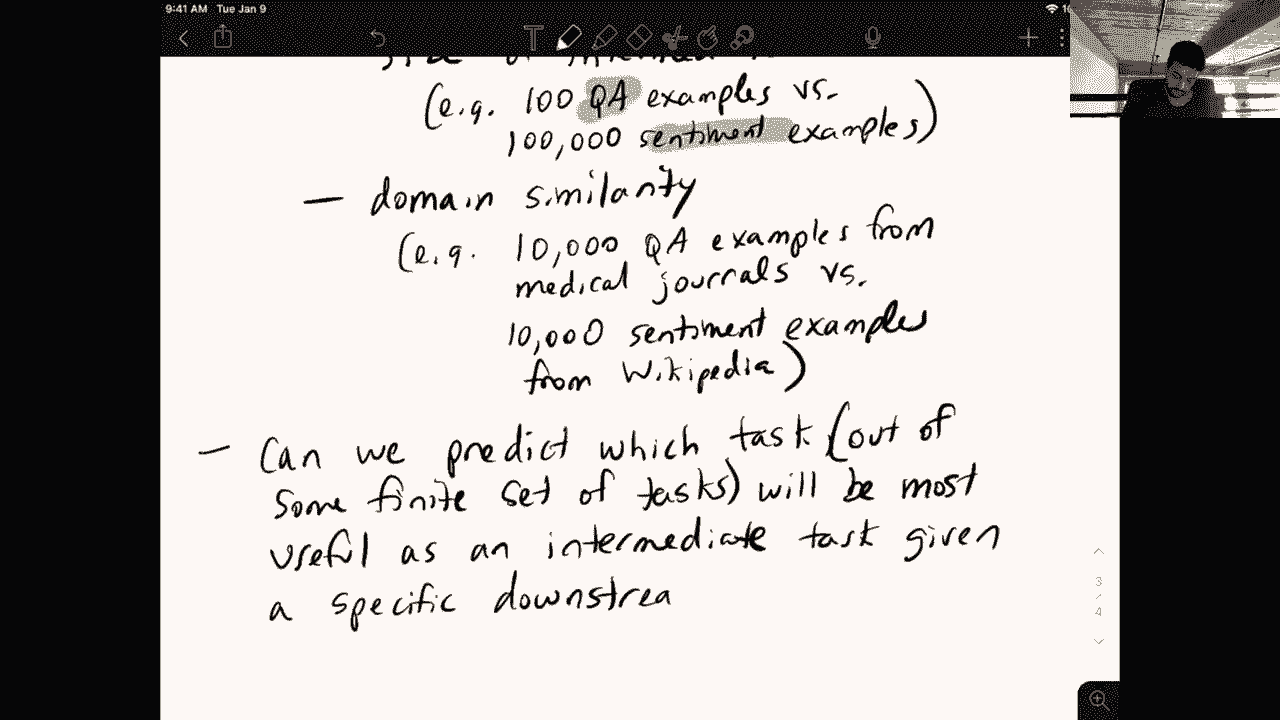 9:41 AM Tue Jan 9
(e.g. 100 QA examples vs.
100,000 sentiment examples)
— domain similarity
(e.g. 10,000 QA examples from
medical journals vs.
10,000 sentiment examples
from Wikipedia)
— Can we predict which task (out of
some finite set of tasks) will be most
useful as an intermediate task given
a specific downstrea
3
/
4